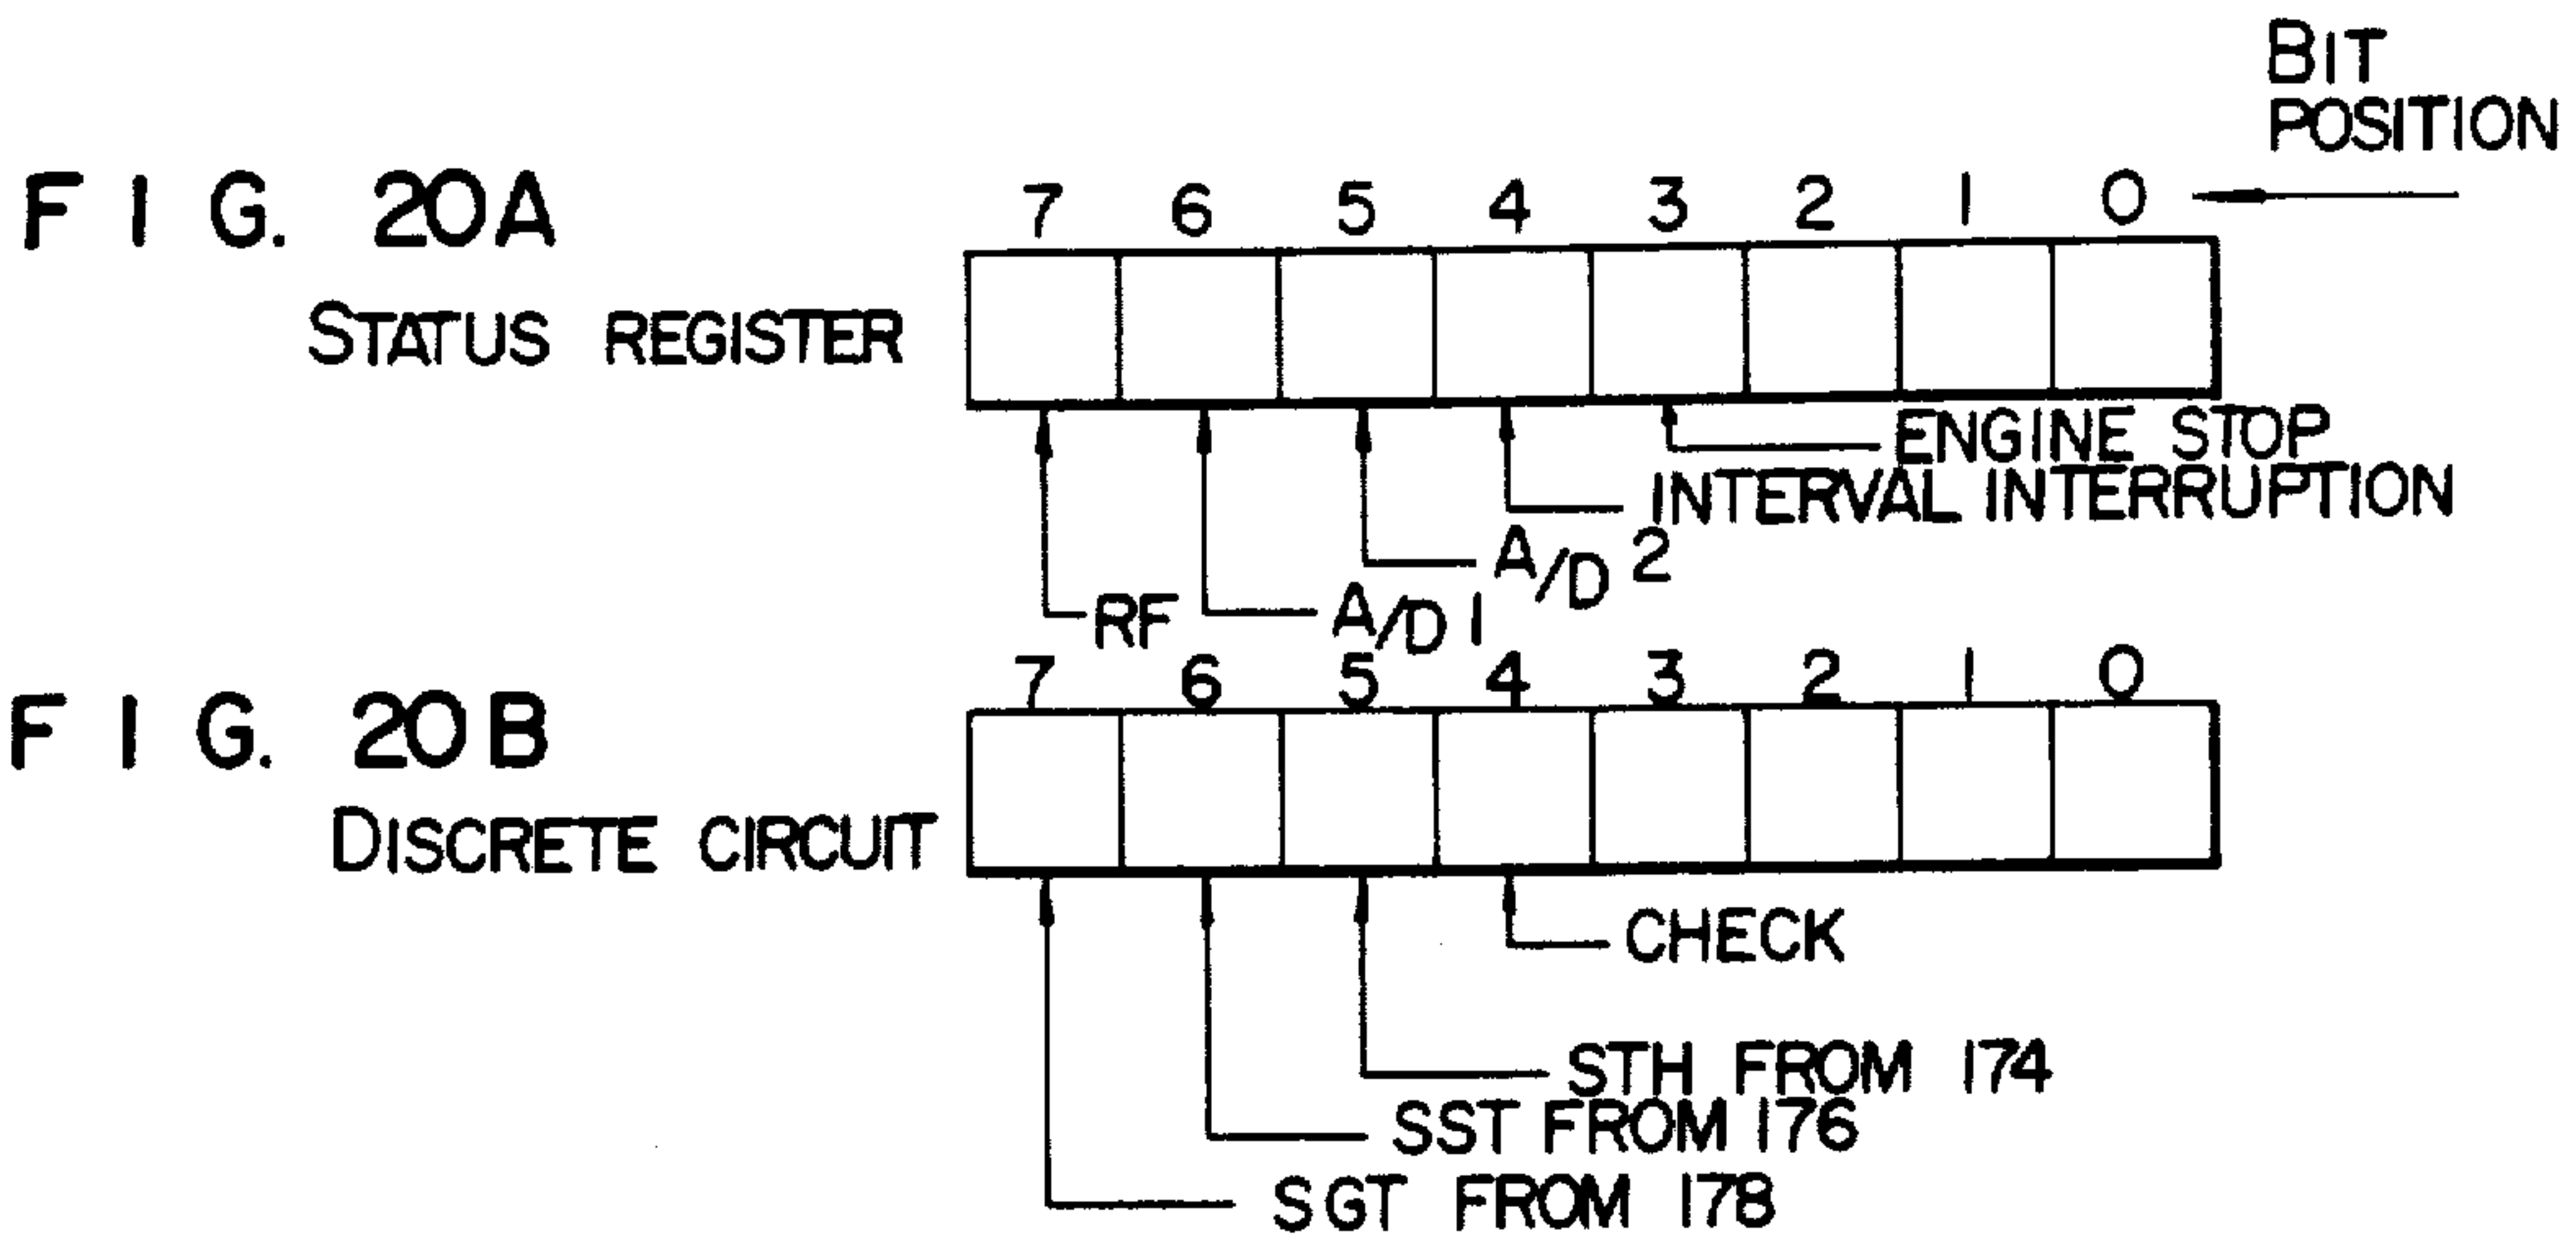 BIT
POSITION
FIG. 20A
7 6 5 4 3 2 1 0
STATUS REGISTER
ENGINE STOP
INTERVAL INTERRUPTION
A/D 2
A/D 1
RF
FIG. 20B
7 6 5 4 3 2 1 0
DISCRETE CIRCUIT
CHECK
STH FROM 174
SST FROM 176
SGT FROM 178